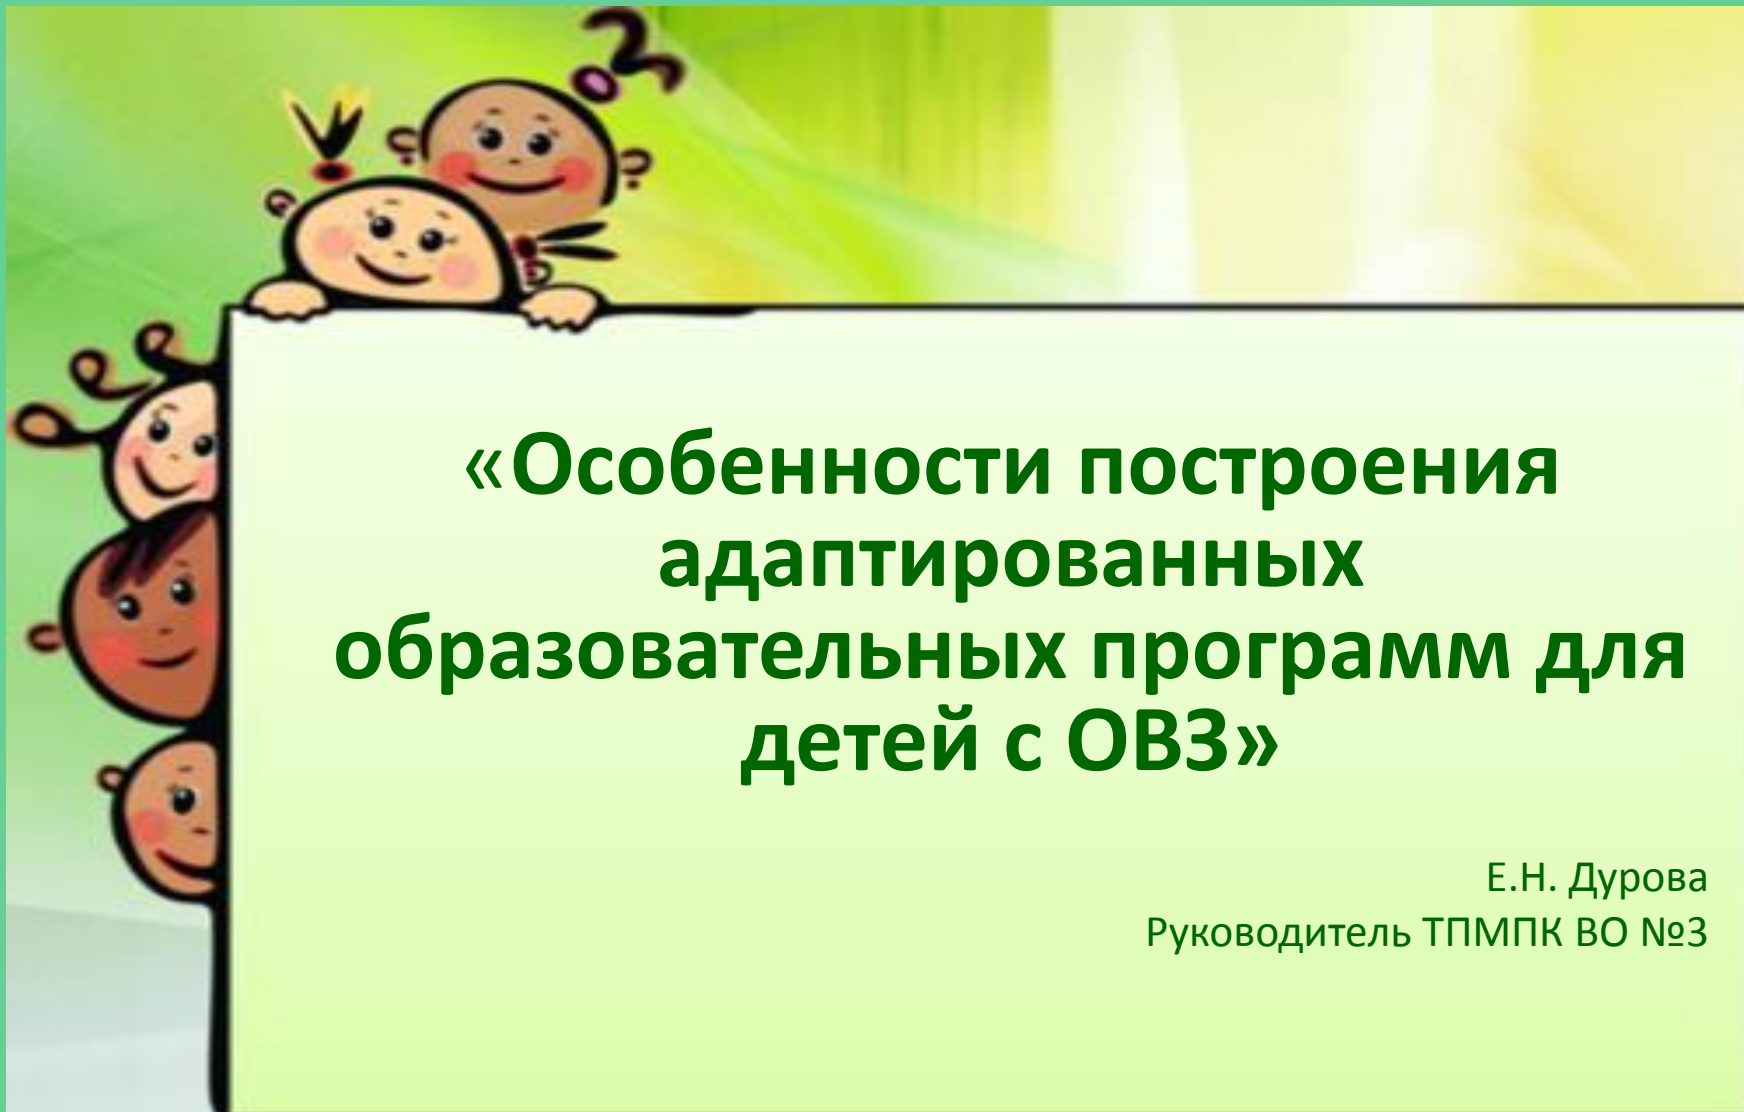 «Особенности построения
адаптированных
образовательных программ для
детей с ОВЗ»
Е.Н. Дурова
Руководитель ТПМПК ВО №3